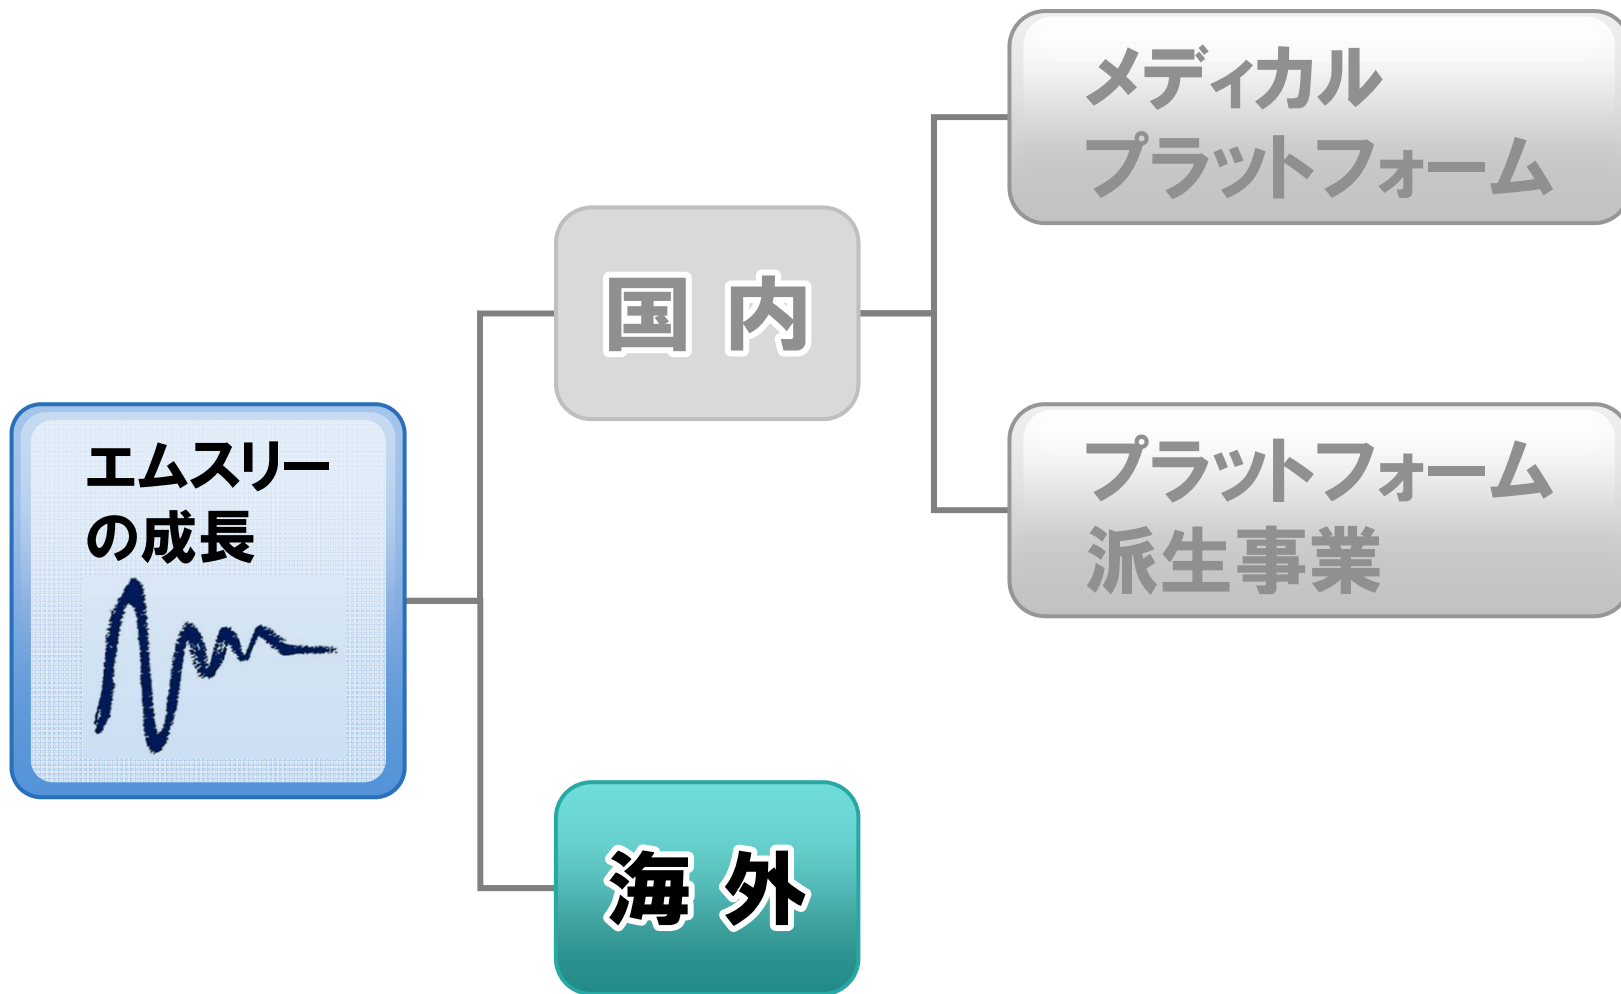 メディカル
プラットフォーム
国内
プラットフォーム
派生事業
エムスリー
の成長
海外